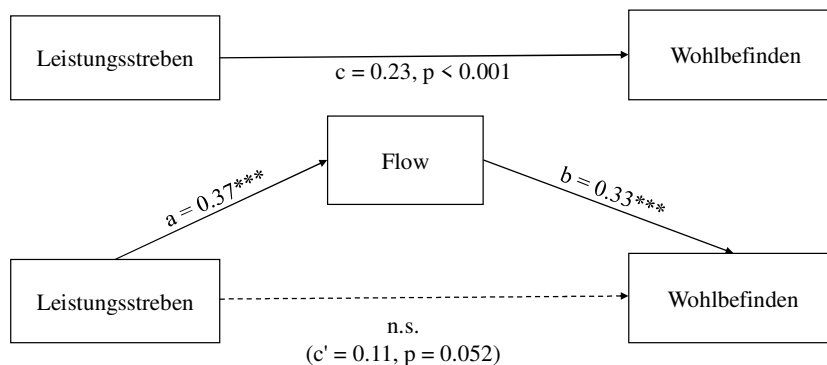 Leistungsstreben
Wohlbefinden
c = 0.23, p < 0.001
Flow
a = 0.37***
b = 0.33***
Leistungsstreben
Wohlbefinden
n.s.
(c' = 0.11, p = 0.052)